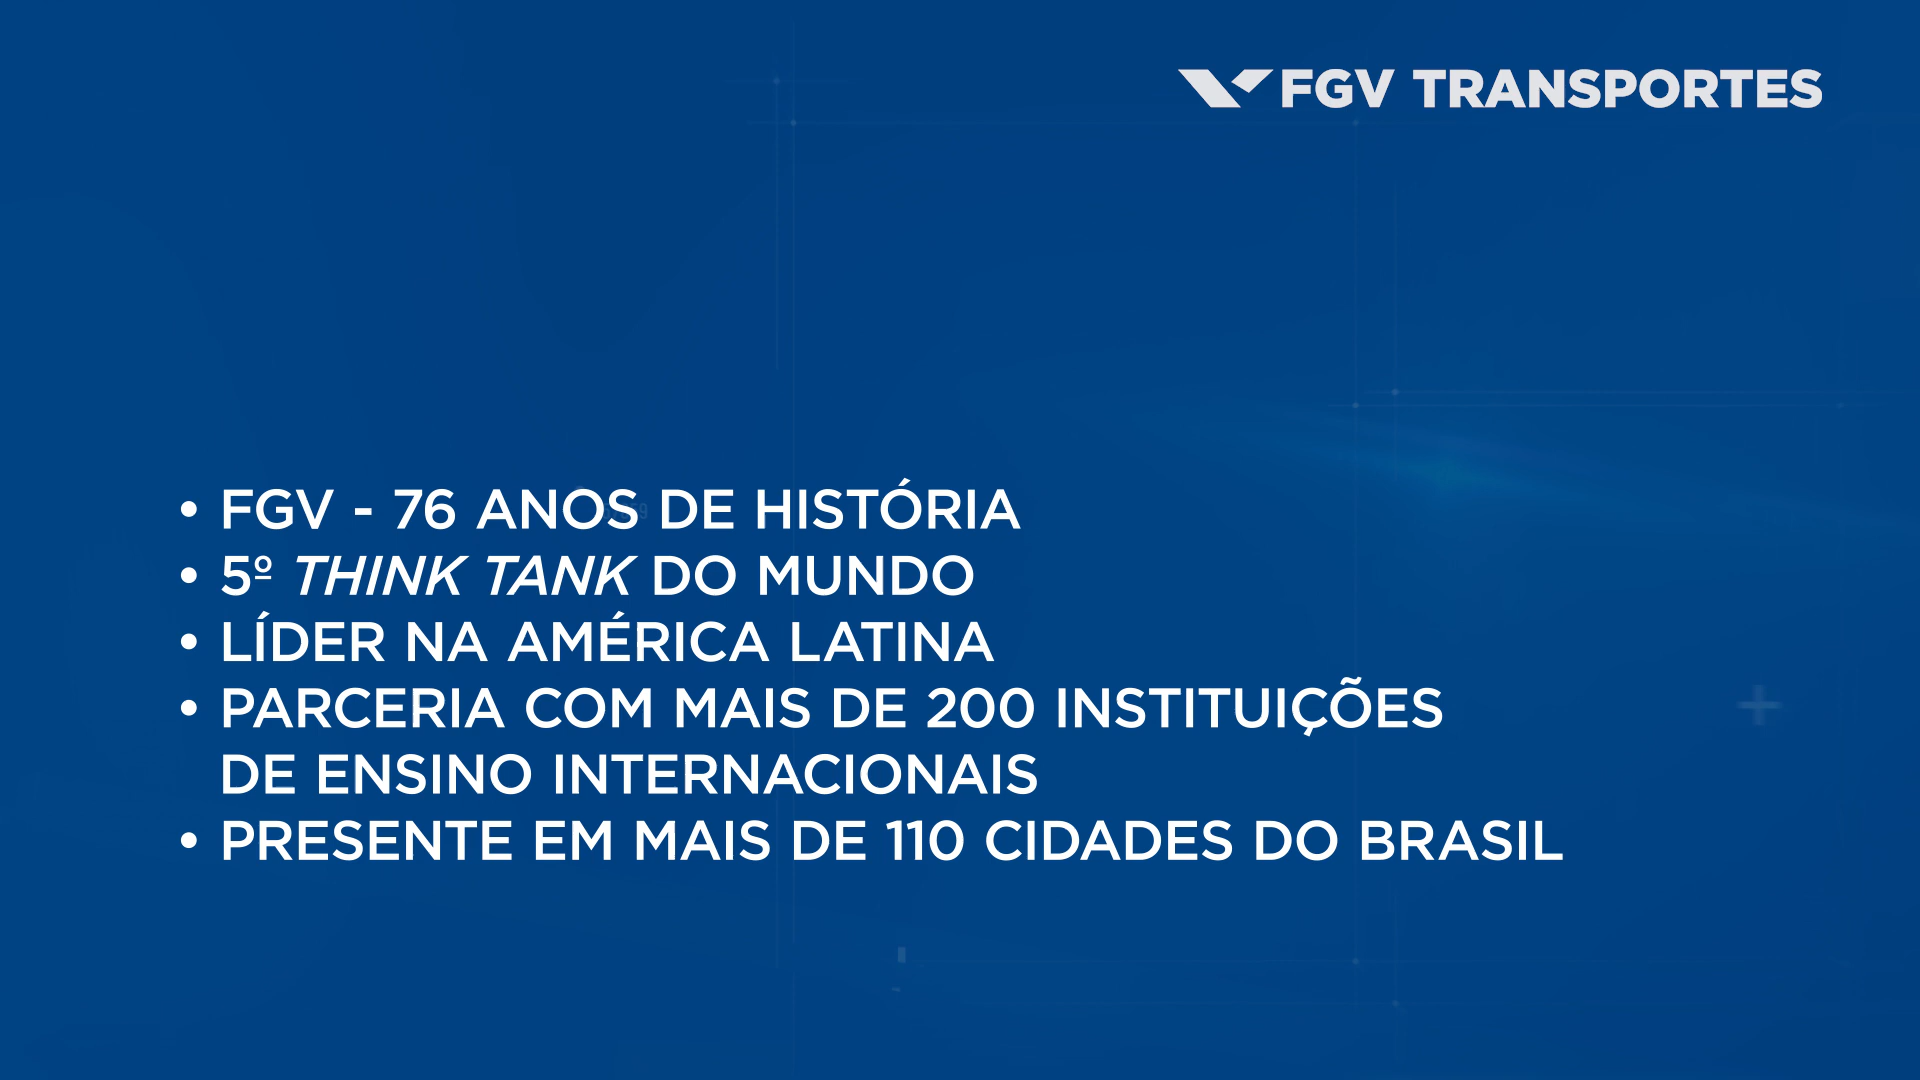 FGV TRANSPORTES
• FGV - 76 ANOS DE HISTÓRIA
• 5º THINK TANK DO MUNDO
• LÍDER NA AMÉRICA LATINA
• PARCERIA COM MAIS DE 200 INSTITUIÇÕES
DE ENSINO INTERNACIONAIS
• PRESENTE EM MAIS DE 110 CIDADES DO BRASIL